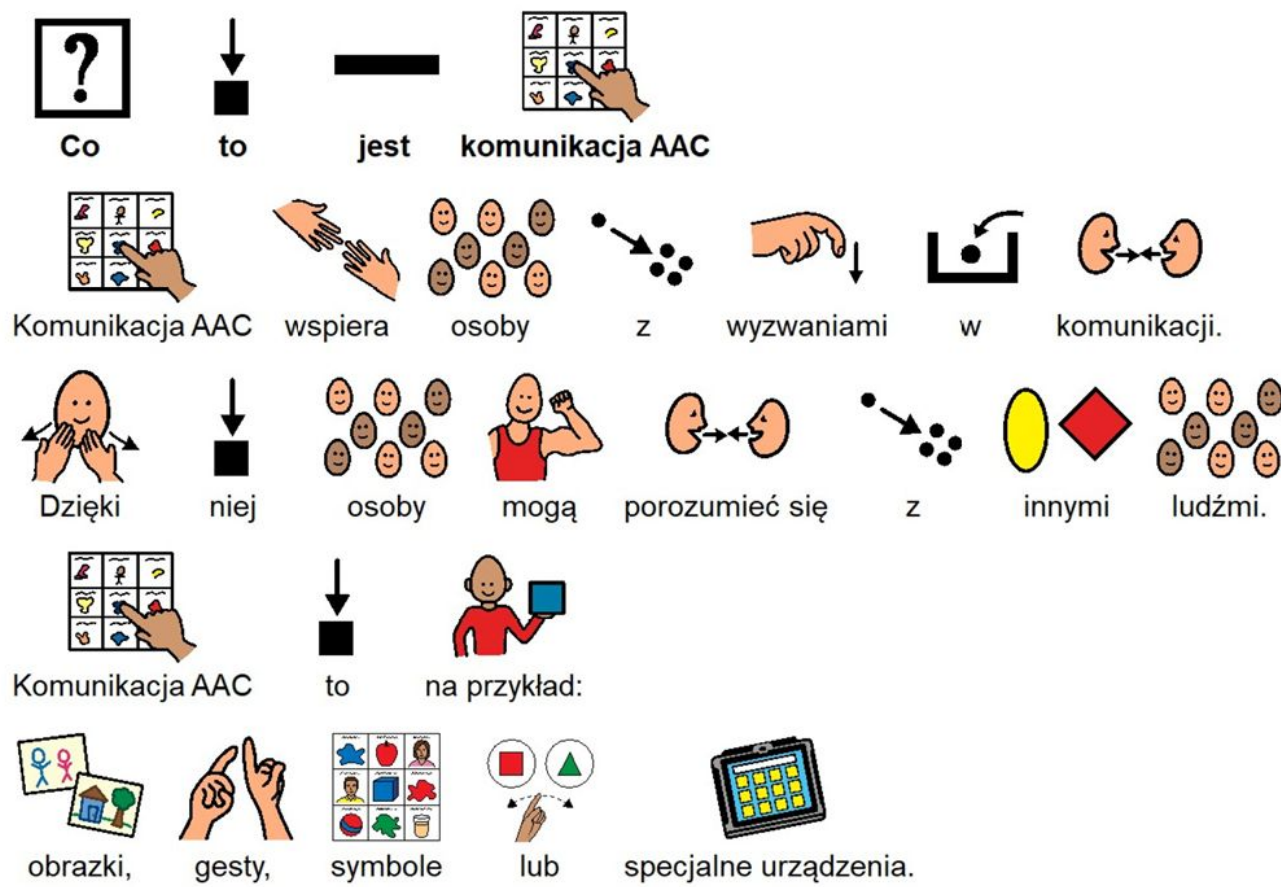 Co to jest komunikacja AAC
Komunikacja AAC wspiera osoby z wyzwaniami w komunikacji.
Dzięki niej osoby mogą porozumieć się z innymi ludźmi.
Komunikacja AAC to na przykład:
obrazki, gesty, symbole lub specjalne urządzenia.